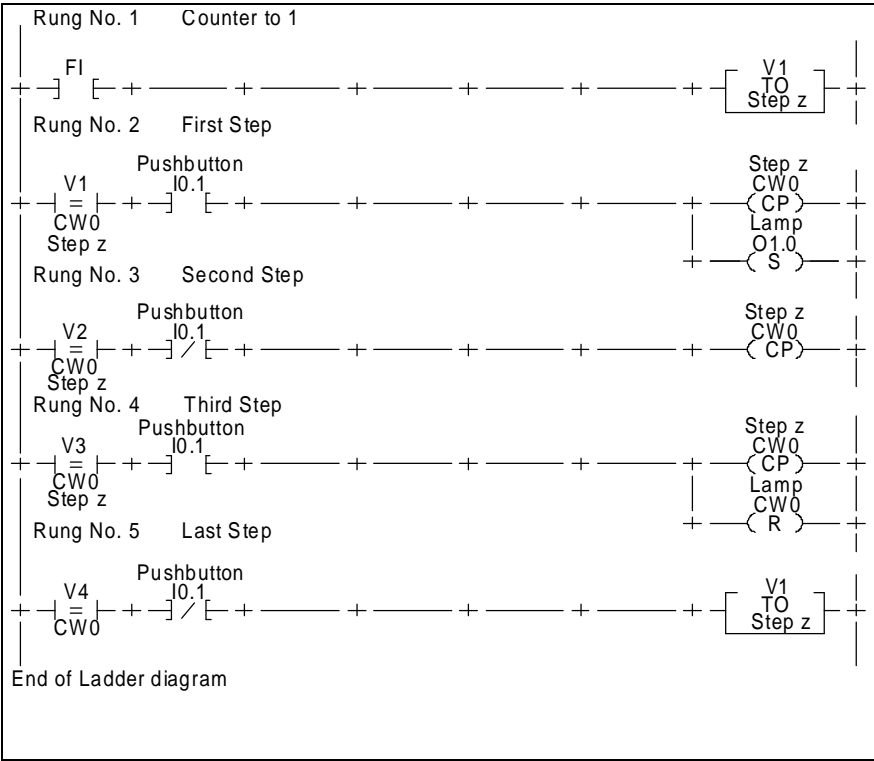 Rung No. 1 Counter to 1
FI
V1
TO
Step z
Rung No. 2 First Step
Pushbutton
Step z
V1
I0.1
CW0
=
CP
CW0
Lamp
Step z
O1.0
S
Rung No. 3 Second Step
Pushbutton
Step z
V2
I0.1
CW0
=
CP
CW0
Step z
Rung No. 4 Third Step
Pushbutton
Step z
V3
I0.1
CW0
=
CP
CW0
Lamp
Step z
CW0
R
Rung No. 5 Last Step
Pushbutton
V4
I0.1
V1
=
TO
CW0
Step z
End of Ladder diagram